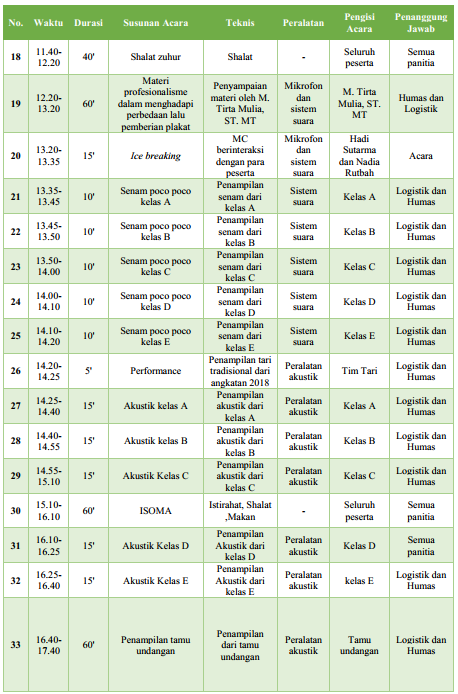 No. Waktu Durasi Susunan Acara Teknis Peralatan Pengisi Acara Penanggung Jawab
18 11.40-12.20 40' Shalat zuhur Shalat - Seluruh peserta Semua panitia
19 12.20-13.20 60' Materi profesionalisme dalam menghadapi perbedaan lalu pemberian plakat Penyampaian materi oleh M. Tirta Mulia, ST. MT Mikrofon dan sistem suara M. Tirta Mulia, ST. MT Humas dan Logistik
20 13.20-13.35 15' Ice breaking MC berinteraksi dengan para peserta Mikrofon dan sistem suara Hadi Sutarma dan Nadia Rutbah Acara
21 13.35-13.45 10' Senam poco poco kelas A Penampilan senam dari kelas A Sistem suara Kelas A Logistik dan Humas
22 13.45-13.50 10' Senam poco poco kelas B Penampilan senam dari kelas B Sistem suara Kelas B Logistik dan Humas
23 13.50-14.00 10' Senam poco poco kelas C Penampilan senam dari kelas C Sistem suara Kelas C Logistik dan Humas
24 14.00-14.10 10' Senam poco poco kelas D Penampilan senam dari kelas D Sistem suara Kelas D Logistik dan Humas
25 14.10-14.20 10' Senam poco poco kelas E Penampilan senam dari kelas E Sistem suara Kelas E Logistik dan Humas
26 14.20-14.25 5' Performance Penampilan tari tradisional dari angkatan 2018 Peralatan akustik Tim Tari Logistik dan Humas
27 14.25-14.40 15' Akustik kelas A Penampilan akustik dari kelas A Peralatan akustik Kelas A Logistik dan Humas
28 14.40-14.55 15' Akustik kelas B Penampilan akustik dari kelas B Peralatan akustik Kelas B Logistik dan Humas
29 14.55-15.10 15' Akustik Kelas C Penampilan akustik dari kelas C Peralatan akustik Kelas C Logistik dan Humas
30 15.10-16.10 60' ISOMA Istirahat, Shalat ,Makan - Seluruh peserta Semua panitia
31 16.10-16.25 15' Akustik Kelas D Penampilan Akustik dari kelas D Peralatan akustik Kelas D Semua panitia
32 16.25-16.40 15' Akustik Kelas E Penampilan Akustik dari kelas E Peralatan akustik kelas E Logistik dan Humas
33 16.40-17.40 60' Penampilan tamu undangan Penampilan dari tamu undangan Peralatan akustik Tamu undangan Logistik dan Humas